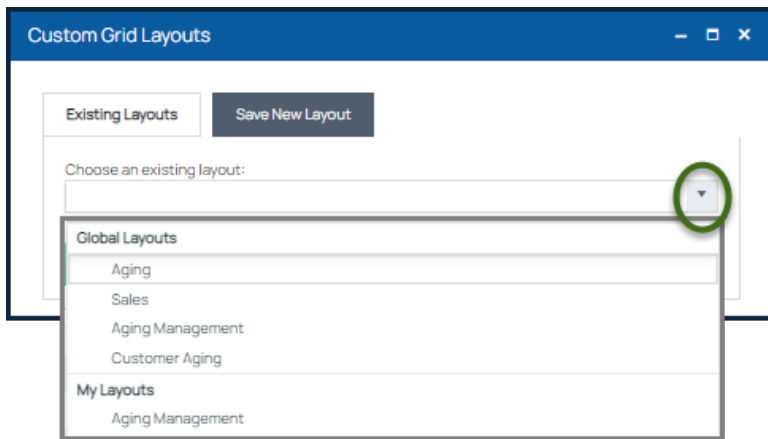 Custom Grid Layouts
Existing Layouts
Save New Layout
Choose an existing layout:
Global Layouts
Aging
Sales
Aging Management
Customer Aging
My Layouts
Aging Management